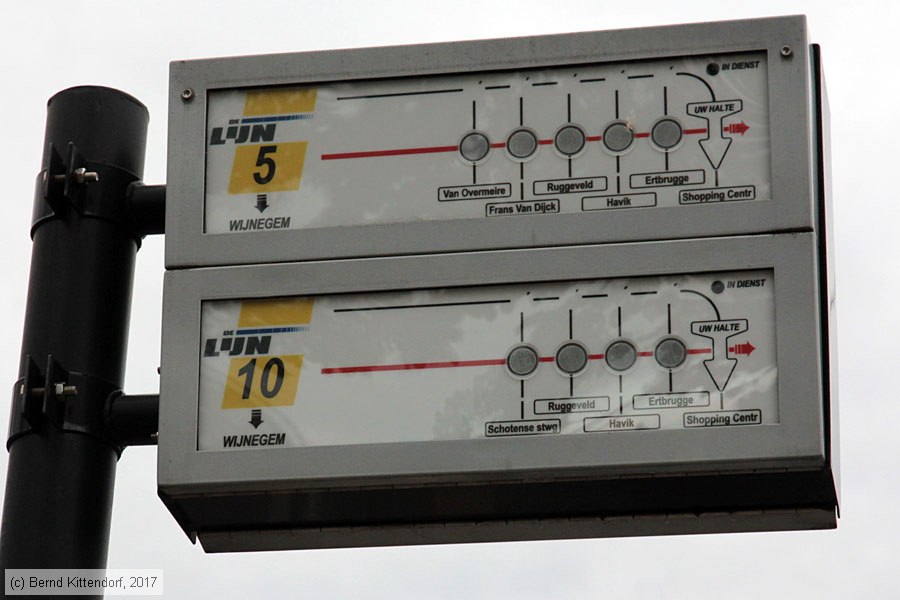 IN DIENST
DE
LIJN
5
WIJNEGEM
UW HALTE
Van Overmeire
Frans Van Dijck
Ruggeveld
Havik
Ertbrugge
Shopping Centr
IN DIENST
DE
LIJN
10
WIJNEGEM
UW HALTE
Schotense stwg
Ruggeveld
Havik
Ertbrugge
Shopping Centr
(c) Bernd Kittendorf, 2017